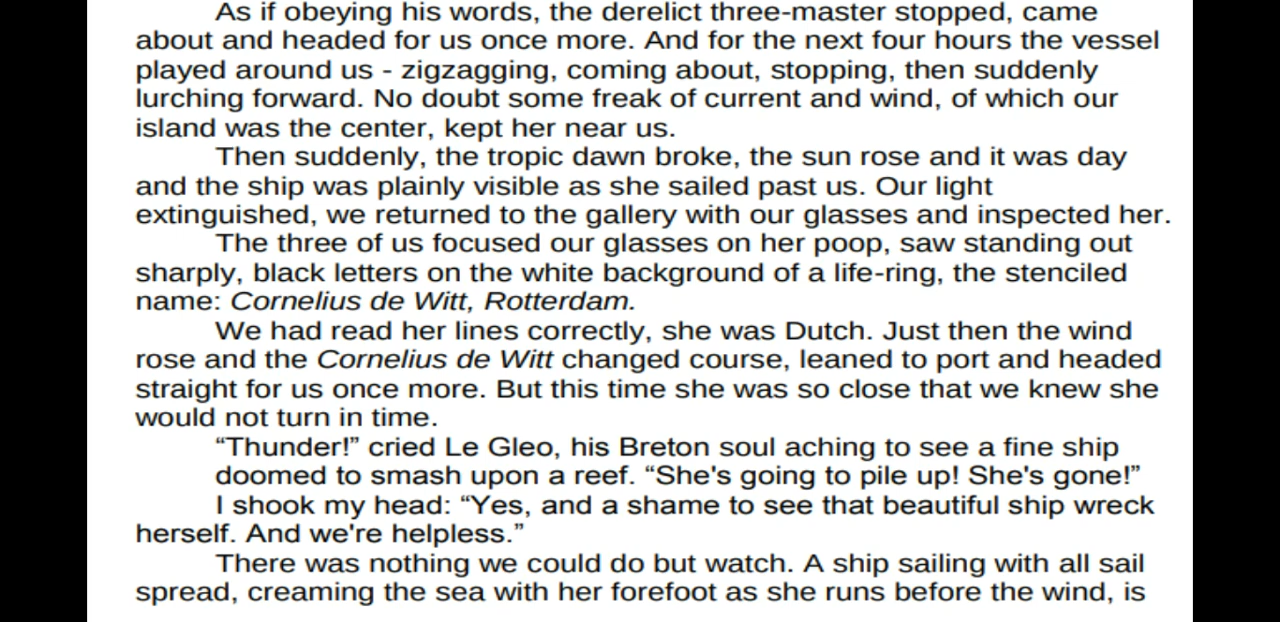 As if obeying his words, the derelict three-master stopped, came
about and headed for us once more. And for the next four hours the vessel
played around us - zigzagging, coming about, stopping, then suddenly
lurching forward. No doubt some freak of current and wind, of which our
island was the center, kept her near us.
Then suddenly, the tropic dawn broke, the sun rose and it was day
and the ship was plainly visible as she sailed past us. Our light
extinguished, we returned to the gallery with our glasses and inspected her.
The three of us focused our glasses on her poop, saw standing out
sharply, black letters on the white background of a life-ring, the stenciled
name: Cornelius de Witt, Rotterdam.
We had read her lines correctly, she was Dutch. Just then the wind
rose and the Cornelius de Witt changed course, leaned to port and headed
straight for us once more. But this time she was so close that we knew she
would not turn in time.
“Thunder!” cried Le Gleo, his Breton soul aching to see a fine ship
doomed to smash upon a reef. “She's going to pile up! She's gone!”
I shook my head: “Yes, and a shame to see that beautiful ship wreck
herself. And we're helpless.”
There was nothing we could do but watch. A ship sailing with all sail
spread, creaming the sea with her forefoot as she runs before the wind, is